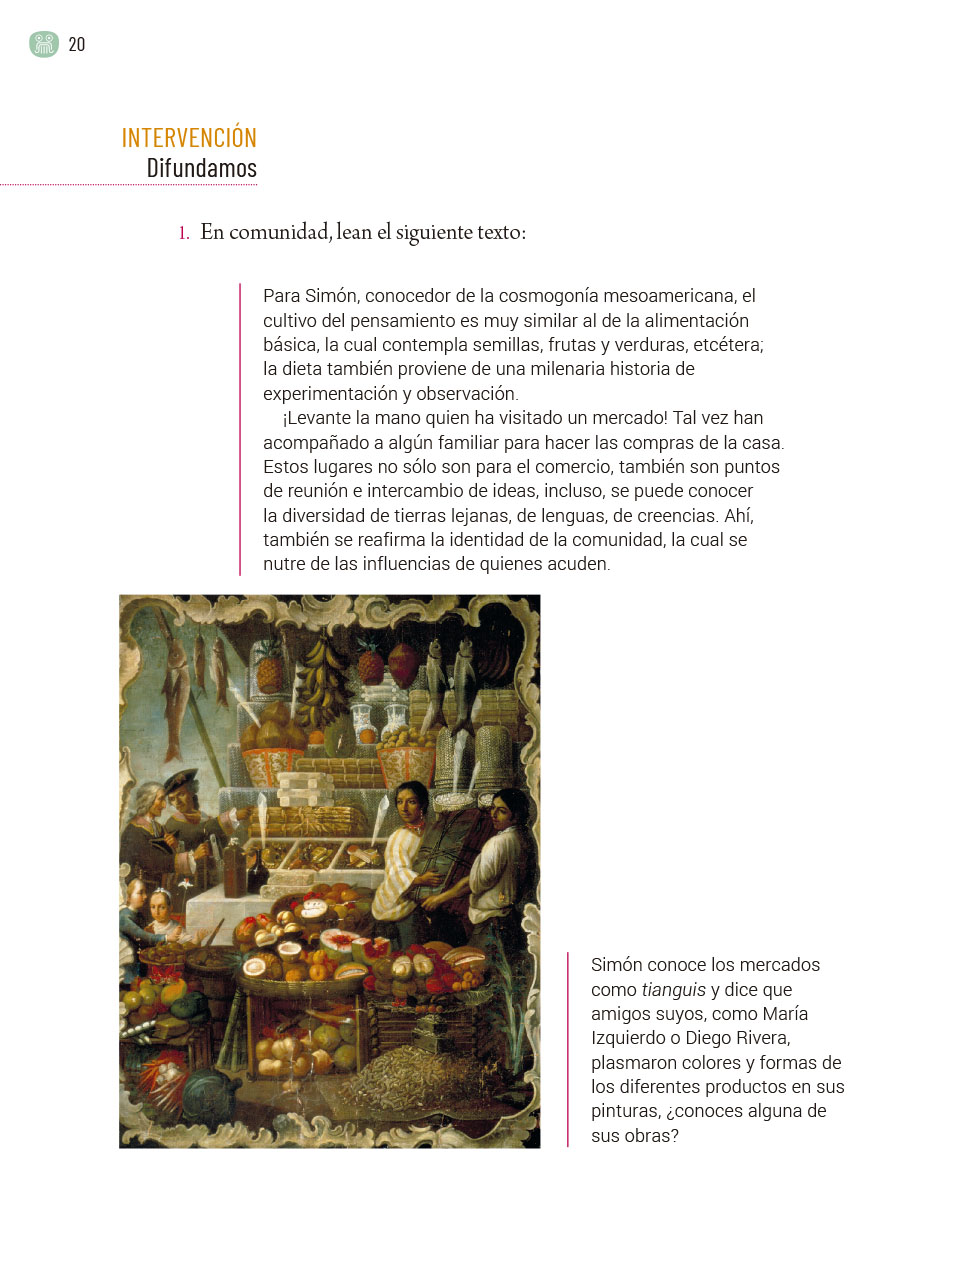 20
INTERVENCIÓN
Difundamos
1. En comunidad, lean el siguiente texto:
Para Simón, conocedor de la cosmogonía mesoamericana, el
cultivo del pensamiento es muy similar al de la alimentación
básica, la cual contempla semillas, frutas y verduras, etcétera;
la dieta también proviene de una milenaria historia de
experimentación y observación.
¡Levante la mano quien ha visitado un mercado! Tal vez han
acompañado a algún familiar para hacer las compras de la casa.
Estos lugares no sólo son para el comercio, también son puntos
de reunión e intercambio de ideas, incluso, se puede conocer
la diversidad de tierras lejanas, de lenguas, de creencias. Ahí,
también se reafirma la identidad de la comunidad, la cual se
nutre de las influencias de quienes acuden.
Simón conoce los mercados
como tianguis y dice que
amigos suyos, como María
Izquierdo o Diego Rivera,
plasmaron colores y formas de
los diferentes productos en sus
pinturas, ¿conoces alguna de
sus obras?